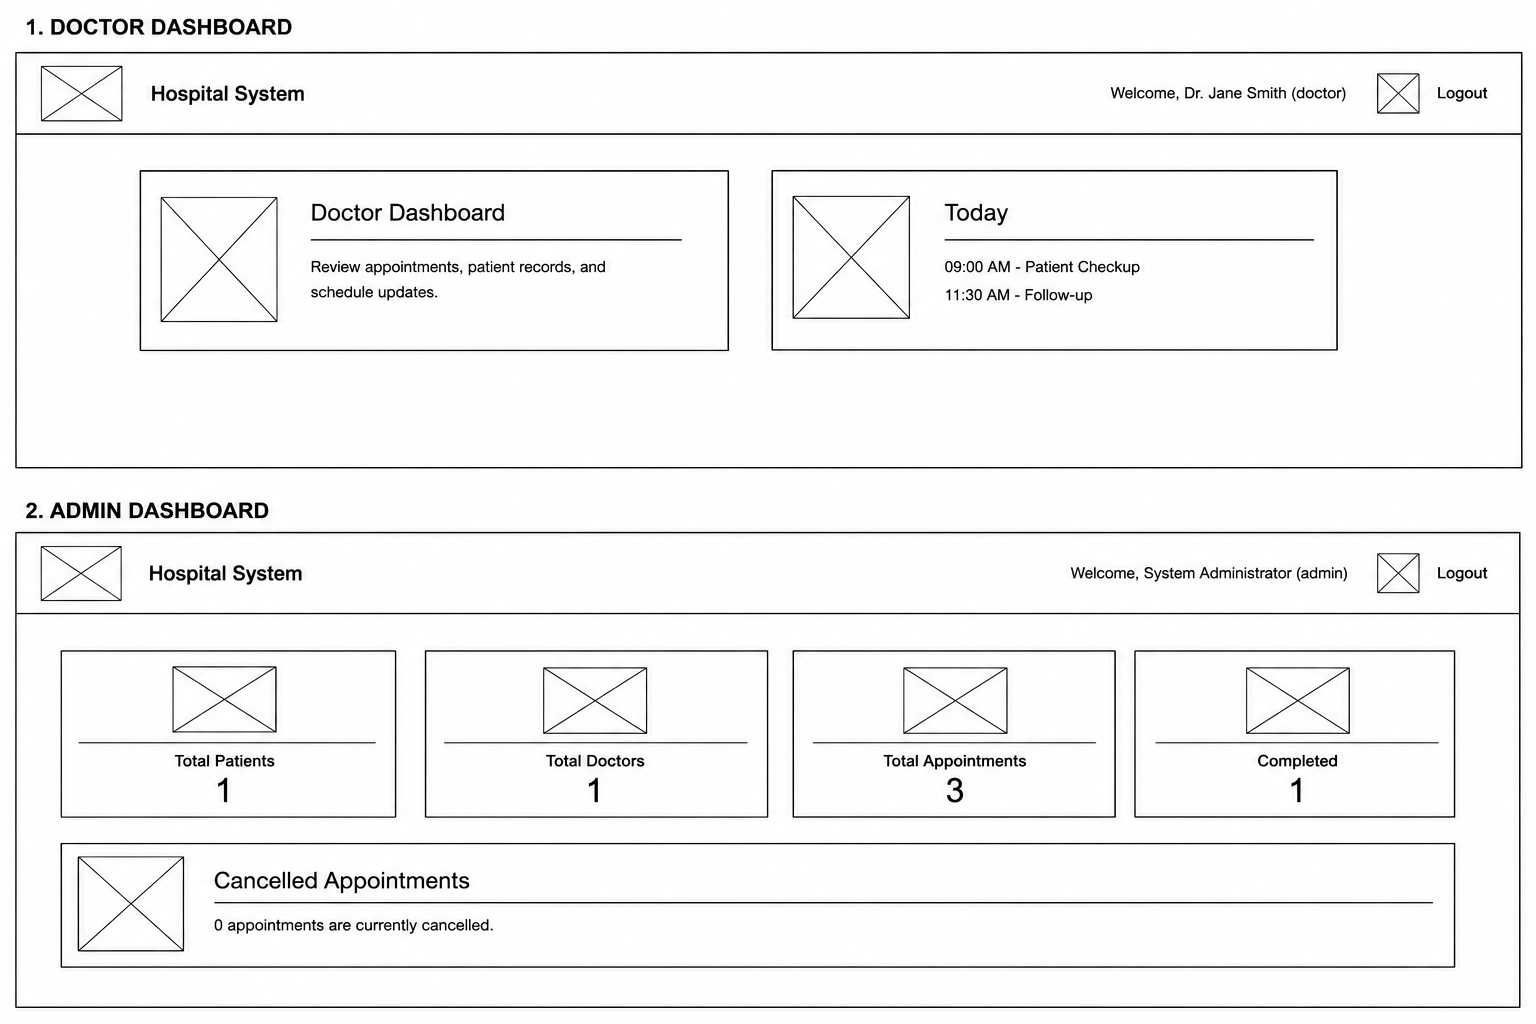 1. DOCTOR DASHBOARD
Hospital System
Welcome, Dr. Jane Smith (doctor)
Logout
Doctor Dashboard
Review appointments, patient records, and
schedule updates.
Today
09:00 AM - Patient Checkup
11:30 AM - Follow-up
2. ADMIN DASHBOARD
Hospital System
Welcome, System Administrator (admin)
Logout
Total Patients
1
Total Doctors
1
Total Appointments
3
Completed
1
Cancelled Appointments
0 appointments are currently cancelled.